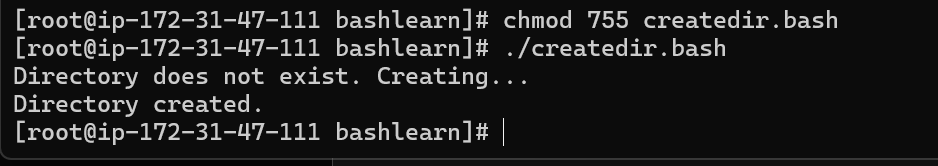 [root@ip-172-31-47-111 bashlearn]# chmod 755 createdir.bash
[root@ip-172-31-47-111 bashlearn]# ./createdir.bash
Directory does not exist. Creating...
Directory created.
[root@ip-172-31-47-111 bashlearn]#